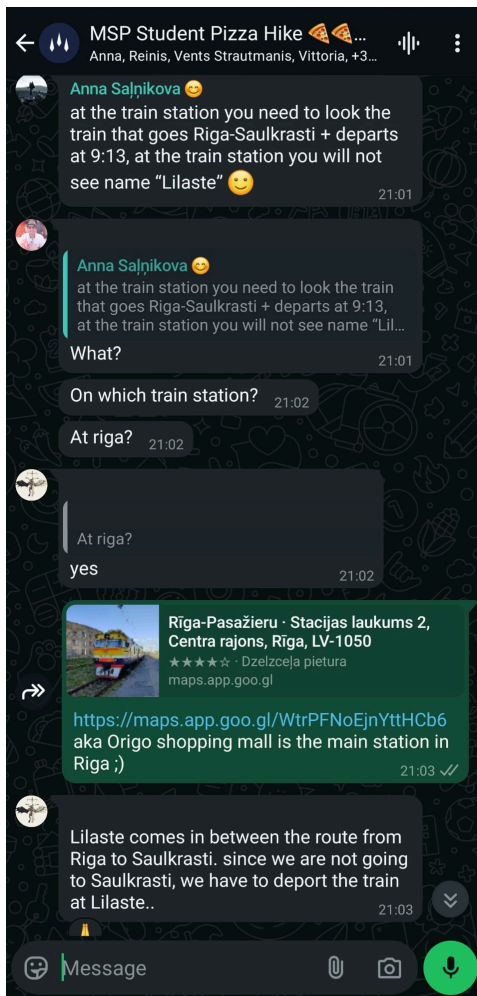 MSP Student Pizza Hike 🍕🍕...
Anna, Reinis, Vents Strautmanis, Vittoria, +3...
Anna Saļņikova 😊
at the train station you need to look the
train that goes Riga-Saulkrasti + departs
at 9:13, at the train station you will not
see name “Lilaste” 🙂
21:01
Anna Saļņikova 😊
at the train station you need to look the train
that goes Riga-Saulkrasti + departs at 9:13,
at the train station you will not see name “Lil...
What?
21:01
On which train station?
21:02
At riga?
21:02
At riga?
yes
21:02
Rīga-Pasažieru · Stacijas laukums 2,
Centra rajons, Rīga, LV-1050
★★★★☆ · Dzelzceļa pietura
maps.app.goo.gl
https://maps.app.goo.gl/WtrPFNoEjnYttHCb6
aka Origo shopping mall is the main station in
Riga ;)
21:03
Lilaste comes in between the route from
Riga to Saulkrasti. since we are not going
to Saulkrasti, we have to deport the train
at Lilaste..
21:03
Message